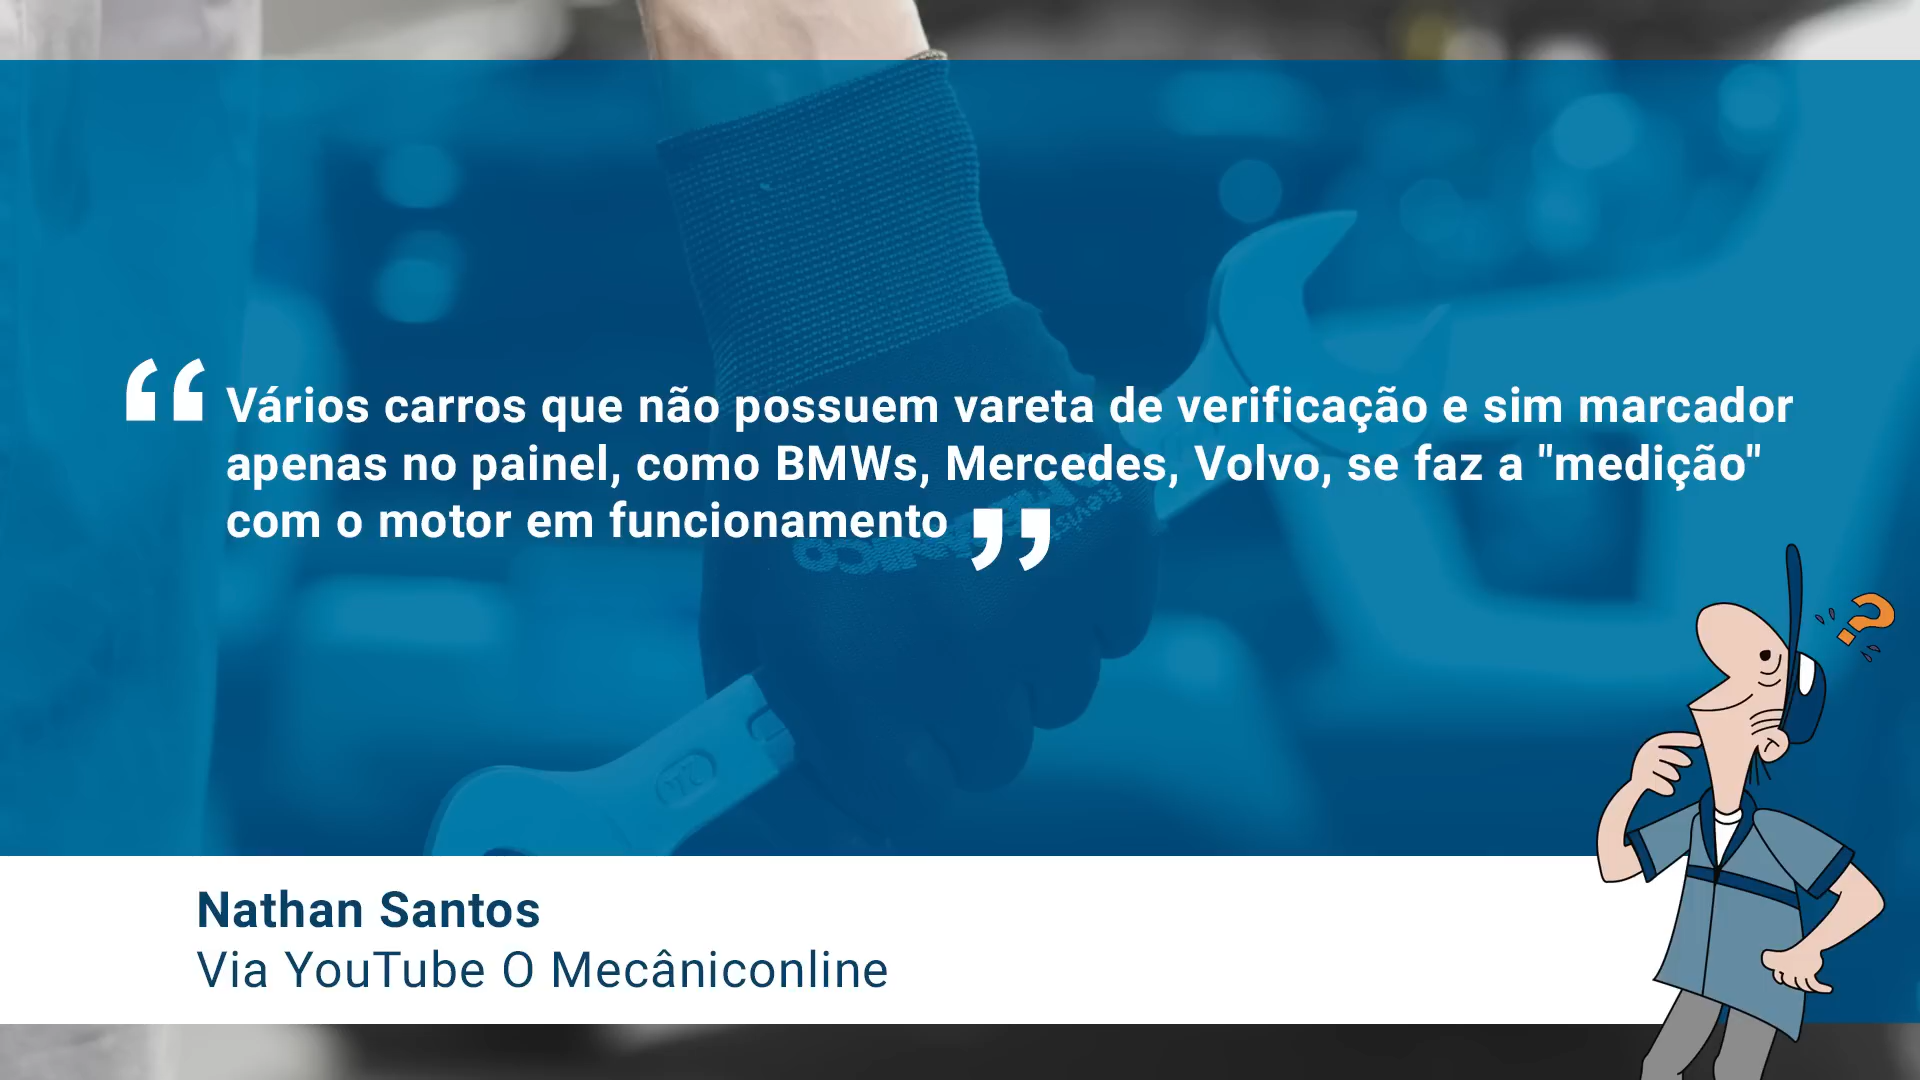 “Vários carros que não possuem vareta de verificação e sim marcador
apenas no painel, como BMWs, Mercedes, Volvo, se faz a "medição"
com o motor em funcionamento”
?
Nathan Santos
Via YouTube O Mecâniconline